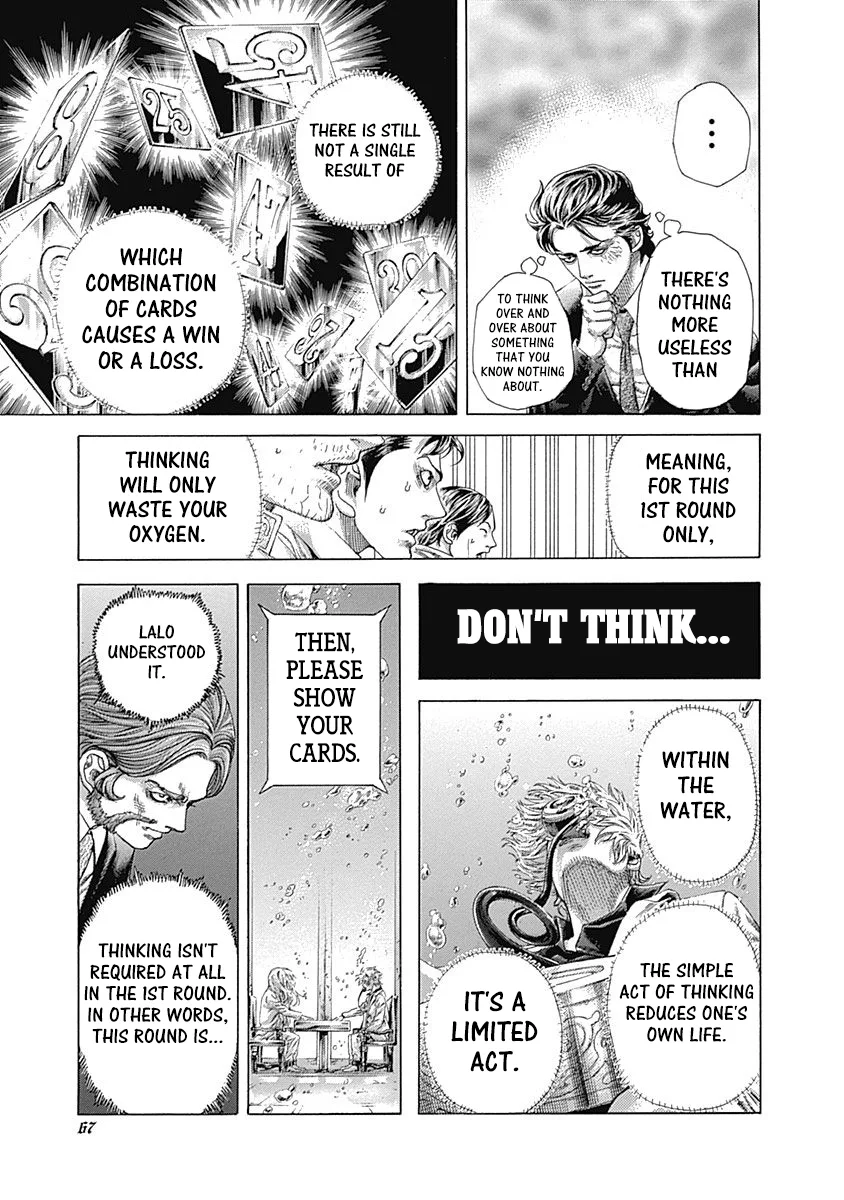 ...
THERE'S
NOTHING
MORE
USELESS
THAN
TO THINK
OVER AND
OVER ABOUT
SOMETHING
THAT YOU
KNOW NOTHING
ABOUT.
THERE IS STILL
NOT A SINGLE
RESULT OF
WHICH
COMBINATION
OF CARDS
CAUSES A WIN
OR A LOSS.
MEANING,
FOR THIS
1ST ROUND
ONLY,
THINKING
WILL ONLY
WASTE YOUR
OXYGEN.
DON'T THINK...
WITHIN
THE
WATER,
THE SIMPLE
ACT OF THINKING
REDUCES ONE'S
OWN LIFE.
IT'S A
LIMITED
ACT.
THEN,
PLEASE
SHOW
YOUR
CARDS.
LALO
UNDERSTOOD
IT.
THINKING ISN'T
REQUIRED AT ALL
IN THE 1ST ROUND.
IN OTHER WORDS,
THIS ROUND IS...
67